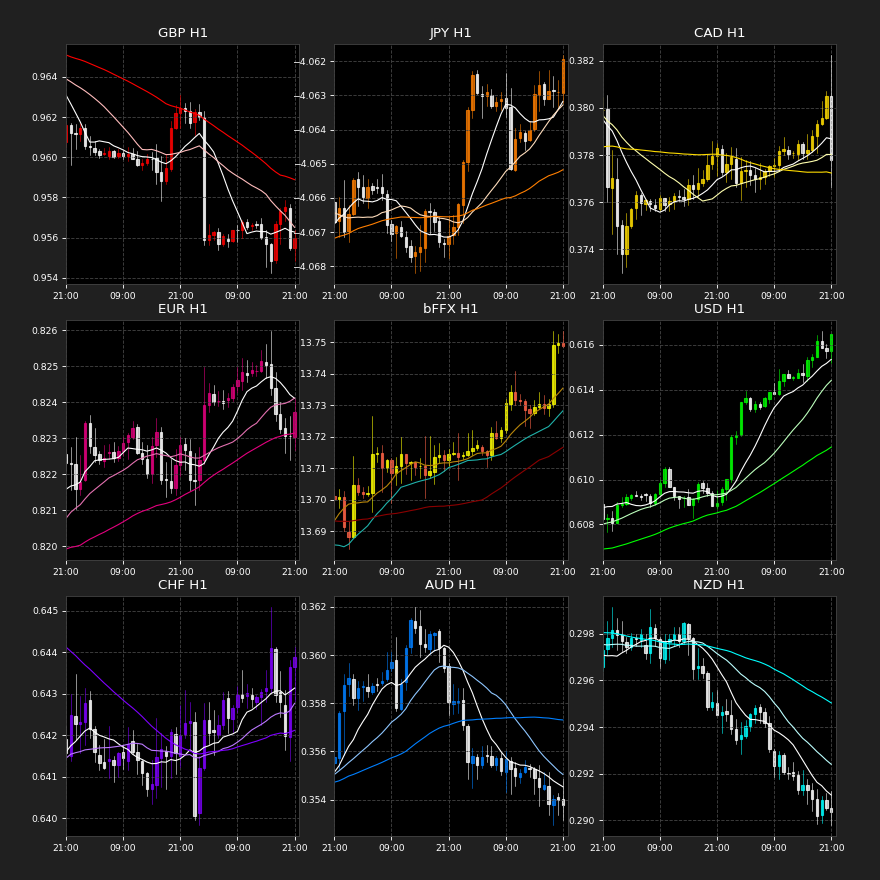 GBP H1
JPY H1
CAD H1
0.964
0.962
0.960
0.958
0.956
0.954
−4.062
−4.063
−4.064
−4.065
−4.066
−4.067
−4.068
0.382
0.380
0.378
0.376
0.374
21:00 09:00 21:00 09:00 21:00
21:00 09:00 21:00 09:00 21:00
21:00 09:00 21:00 09:00 21:00
EUR H1
bFFX H1
USD H1
0.826
0.825
0.824
0.823
0.822
0.821
0.820
13.75
13.74
13.73
13.72
13.71
13.70
13.69
0.616
0.614
0.612
0.610
0.608
21:00 09:00 21:00 09:00 21:00
21:00 09:00 21:00 09:00 21:00
21:00 09:00 21:00 09:00 21:00
CHF H1
AUD H1
NZD H1
0.645
0.644
0.643
0.642
0.641
0.640
0.362
0.360
0.358
0.356
0.354
0.298
0.296
0.294
0.292
0.290
21:00 09:00 21:00 09:00 21:00
21:00 09:00 21:00 09:00 21:00
21:00 09:00 21:00 09:00 21:00